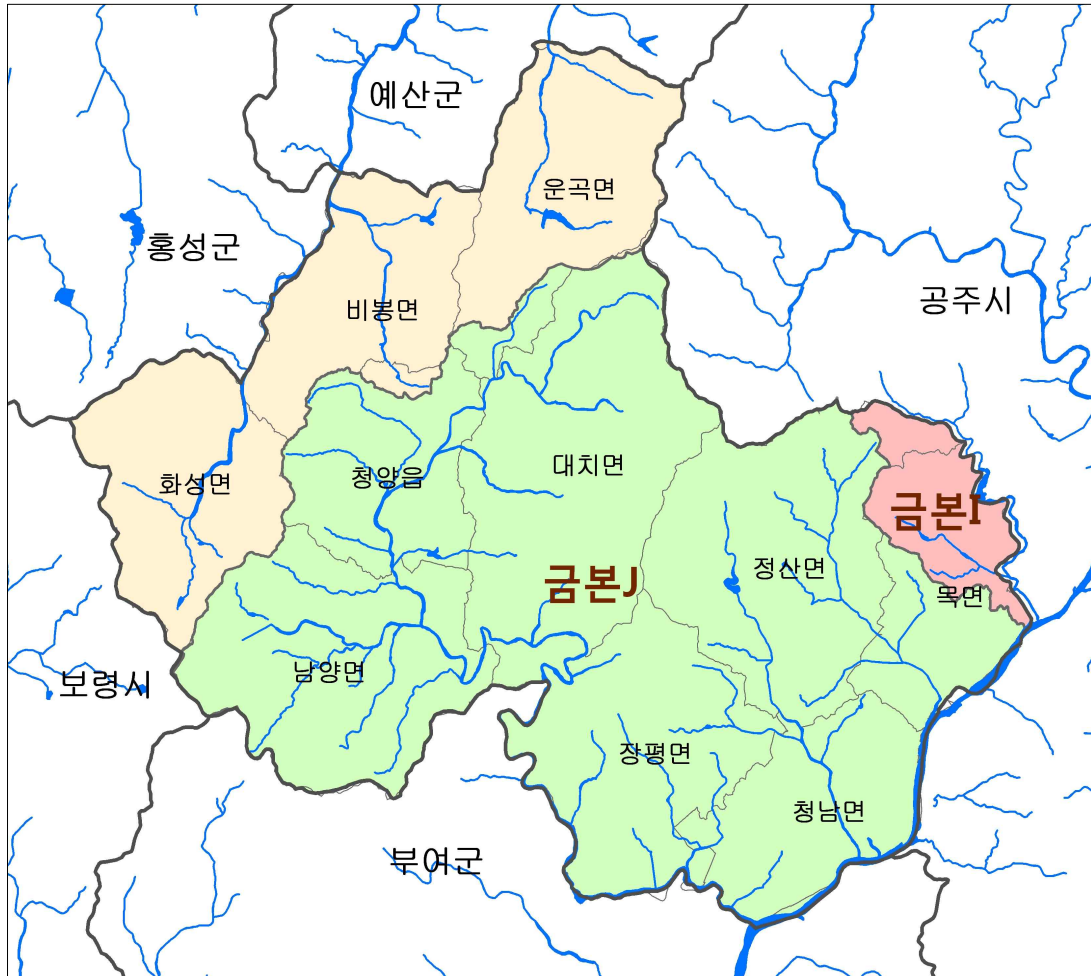 예산군
운곡면
홍성군
비봉면
공주시
대치면
청양읍
화성면
금본I
정산면
금본J
목면
남양면
보령시
장평면
청남면
부여군